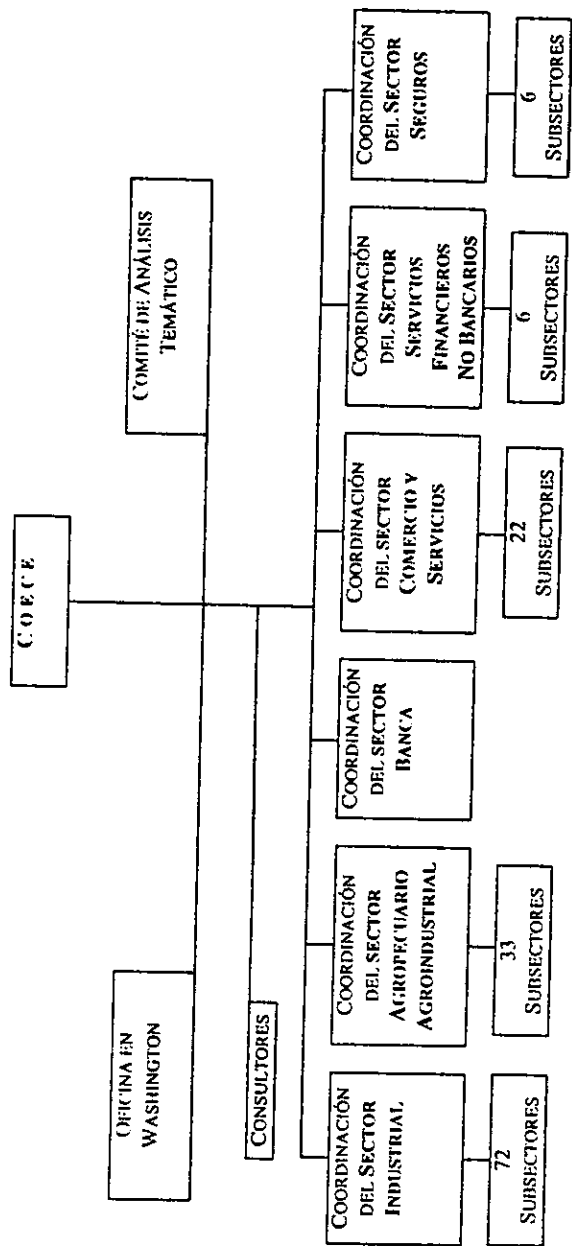 COECE
OFICINA EN
WASHINGTON
COMITÉ DE ANÁLISIS
TEMÁTICO
CONSULTORES
COORDINACIÓN
DEL SECTOR
INDUSTRIAL
COORDINACIÓN
DEL SECTOR
AGROPECUARIO
AGROINDUSTRIAL
COORDINACIÓN
DEL SECTOR
BANCA
COORDINACIÓN
DEL SECTOR
COMERCIO Y
SERVICIOS
COORDINACIÓN
DEL SECTOR
SERVICIOS
FINANCIEROS
NO BANCARIOS
COORDINACIÓN
DEL SECTOR
SEGUROS
72
SUBSECTORES
33
SUBSECTORES
22
SUBSECTORES
6
SUBSECTORES
6
SUBSECTORES